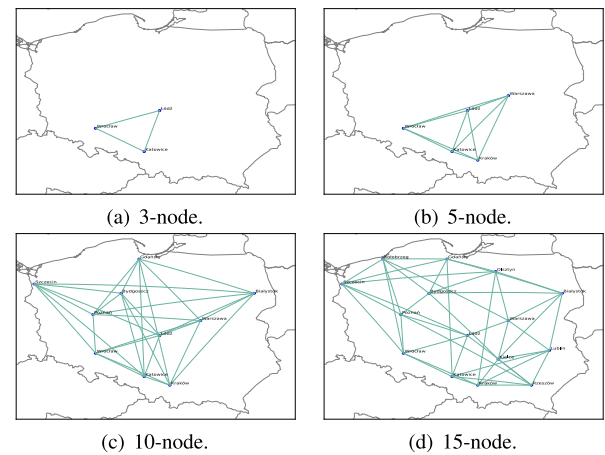 Łódź
Wrocław
Katowice
Warszawa
Łódź
Wrocław
Katowice
Kraków
(a) 3-node.
(b) 5-node.
Gdańsk
Szczecin
Bydgoszcz
Białystok
Poznań
Warszawa
Łódź
Wrocław
Katowice
Kraków
Kołobrzeg
Gdańsk
Olsztyn
Szczecin
Bydgoszcz
Białystok
Poznań
Warszawa
Łódź
Wrocław
Lublin
Kielce
Katowice
Kraków
Rzeszów
(c) 10-node.
(d) 15-node.